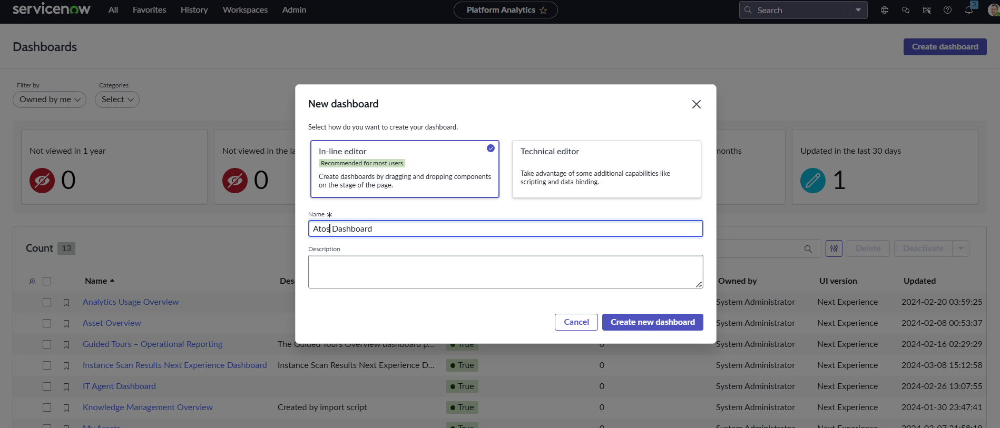 servicenow All Favorites History Workspaces Admin Platform Analytics Search 3
Dashboards Create dashboard
Filter by Categories
Owned by me Select
New dashboard
Select how do you want to create your dashboard.
In-line editor
Recommended for most users
Create dashboards by dragging and dropping components
on the stage of the page.
Technical editor
Take advantage of some additional capabilities like
scripting and data binding.
Name *
Atos Dashboard
Description
Cancel Create new dashboard
Not viewed in 1 year Not viewed in the months Updated in the last 30 days
0 0 1
Count 13 Delete Deactivate
Name Owned by UI version Updated
Analytics Usage Overview System Administrator Next Experience 2024-02-20 03:59:25
Asset Overview System Administrator Next Experience 2024-02-08 00:53:37
Guided Tours – Operational Reporting The Guided Tours Overview dashboard p... True 0 System Administrator Next Experience 2024-02-16 02:29:29
Instance Scan Results Next Experience Dashboard Instance Scan Results Next Experience D... True 0 System Administrator Next Experience 2024-03-08 15:12:58
IT Agent Dashboard True 0 System Administrator Next Experience 2024-02-26 13:07:55
Knowledge Management Overview Created by import script True 0 System Administrator Next Experience 2024-01-30 23:47:41
My Assets True 0 System Administrator Next Experience